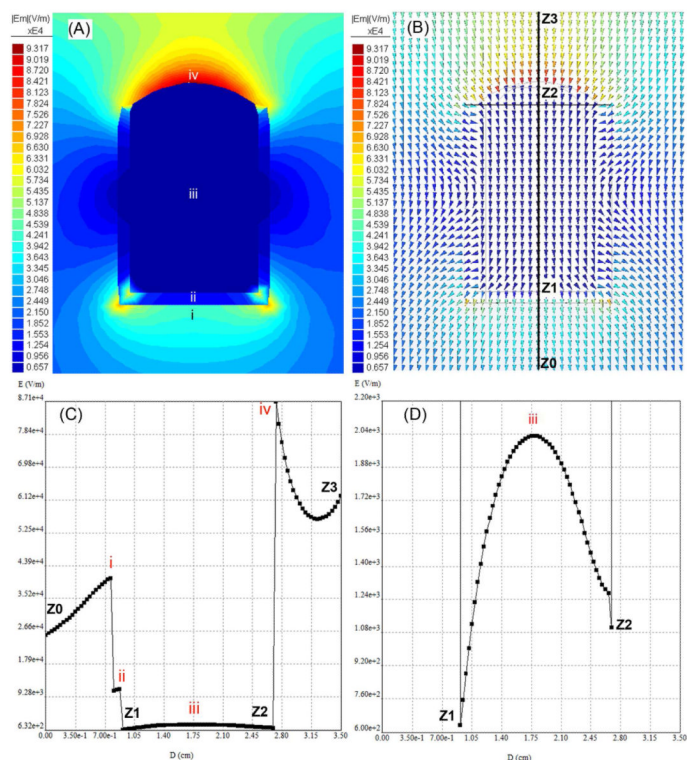 |Em|(V/m)
xE4
9.317
9.019
8.720
8.421
8.123
7.824
7.526
7.227
6.928
6.630
6.331
6.032
5.734
5.435
5.137
4.838
4.539
4.241
3.942
3.643
3.345
3.046
2.748
2.449
2.150
1.852
1.553
1.254
0.956
0.657
(A)
iv
iii
ii
i
|Em|(V/m)
xE4
9.317
9.019
8.720
8.421
8.123
7.824
7.526
7.227
6.928
6.630
6.331
6.032
5.734
5.435
5.137
4.838
4.539
4.241
3.942
3.643
3.345
3.046
2.748
2.449
2.150
1.852
1.553
1.254
0.956
0.657
(B)
Z3
Z2
Z1
Z0
E (V/m)
8.71e+4
7.84e+4
6.98e+4
6.12e+4
5.25e+4
4.39e+4
3.52e+4
2.66e+4
1.79e+4
9.28e+3
6.32e+2
(C)
iv
Z3
i
Z0
ii
Z1
iii
Z2
0.00
3.50e-1
7.00e-1
1.05
1.40
1.75
2.10
2.45
2.80
3.15
3.50
D (cm)
E (V/m)
2.20e+3
2.04e+3
1.88e+3
1.72e+3
1.56e+3
1.40e+3
1.24e+3
1.08e+3
9.20e+2
7.60e+2
6.00e+2
(D)
iii
Z2
Z1
0.00
3.50e-1
7.00e-1
1.05
1.40
1.75
2.10
2.45
2.80
3.15
3.50
D (cm)